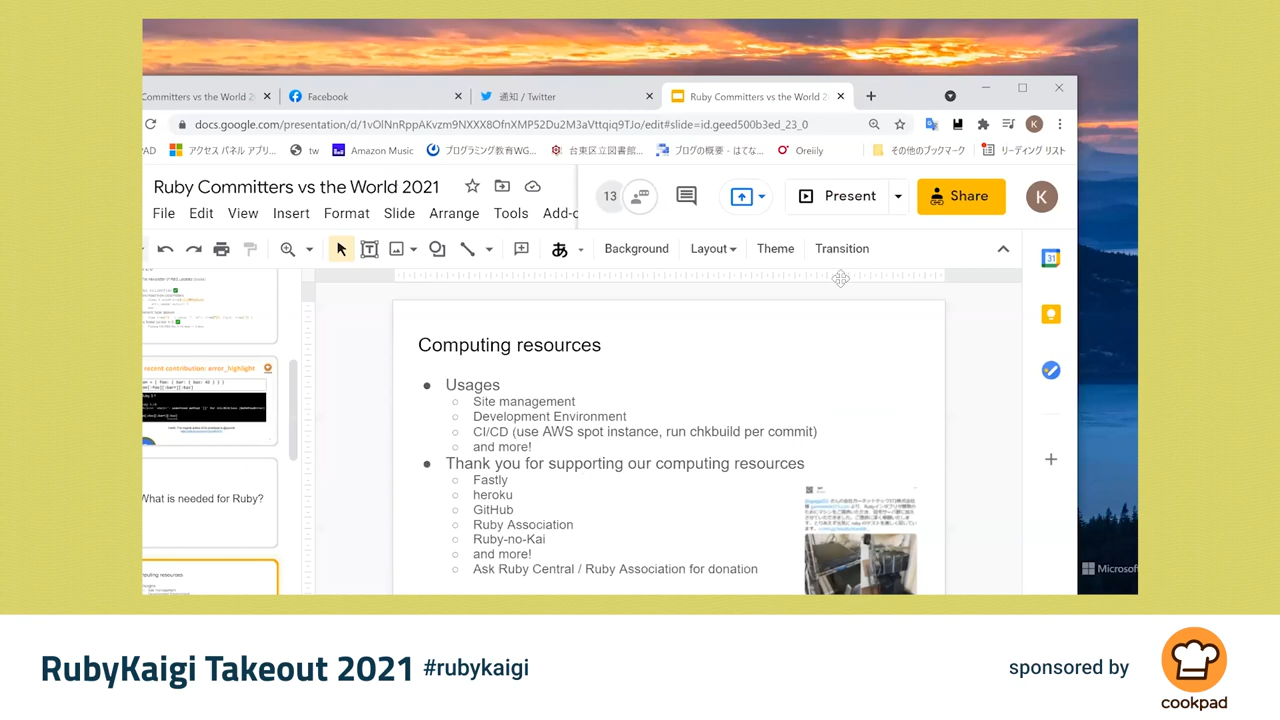 Committers vs the World 2
Facebook
通知 / Twitter
Ruby Committers vs the World 2
docs.google.com/presentation/d/1vOlNnRppAKvzm9NXXX8OfnXMP52Du2M3aVttqiq9TJo/edit#slide=id.geed500b3ed_23_0
K
PAD
アクセス パネル アプリ...
tw
Amazon Music
プログラミング教育WG...
台東区立図書館...
ブログの概要 - はてな...
Oreilly
その他のブックマーク
リーディング リスト
Ruby Committers vs the World 2021
13
Present
Share
K
File Edit View Insert Format Slide Arrange Tools Add-o
あ
Background
Layout
Theme
Transition
31
recent contribution: error_highlight
What is needed for Ruby?
Computing resources
Usages
Site management
Development Environment
CI/CD (use AWS spot instance, run chkbuild per commit)
and more!
Thank you for supporting our computing resources
Fastly
heroku
GitHub
Ruby Association
Ruby-no-Kai
and more!
Ask Ruby Central / Ruby Association for donation
Microsof
RubyKaigi Takeout 2021 #rubykaigi
sponsored by
cookpad